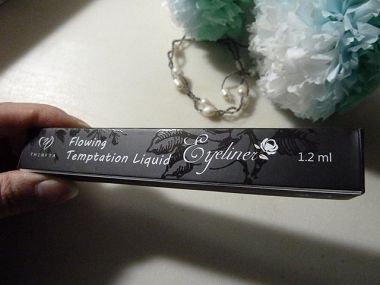 Flowing
Temptation Liquid Eyeliner 1.2 ml